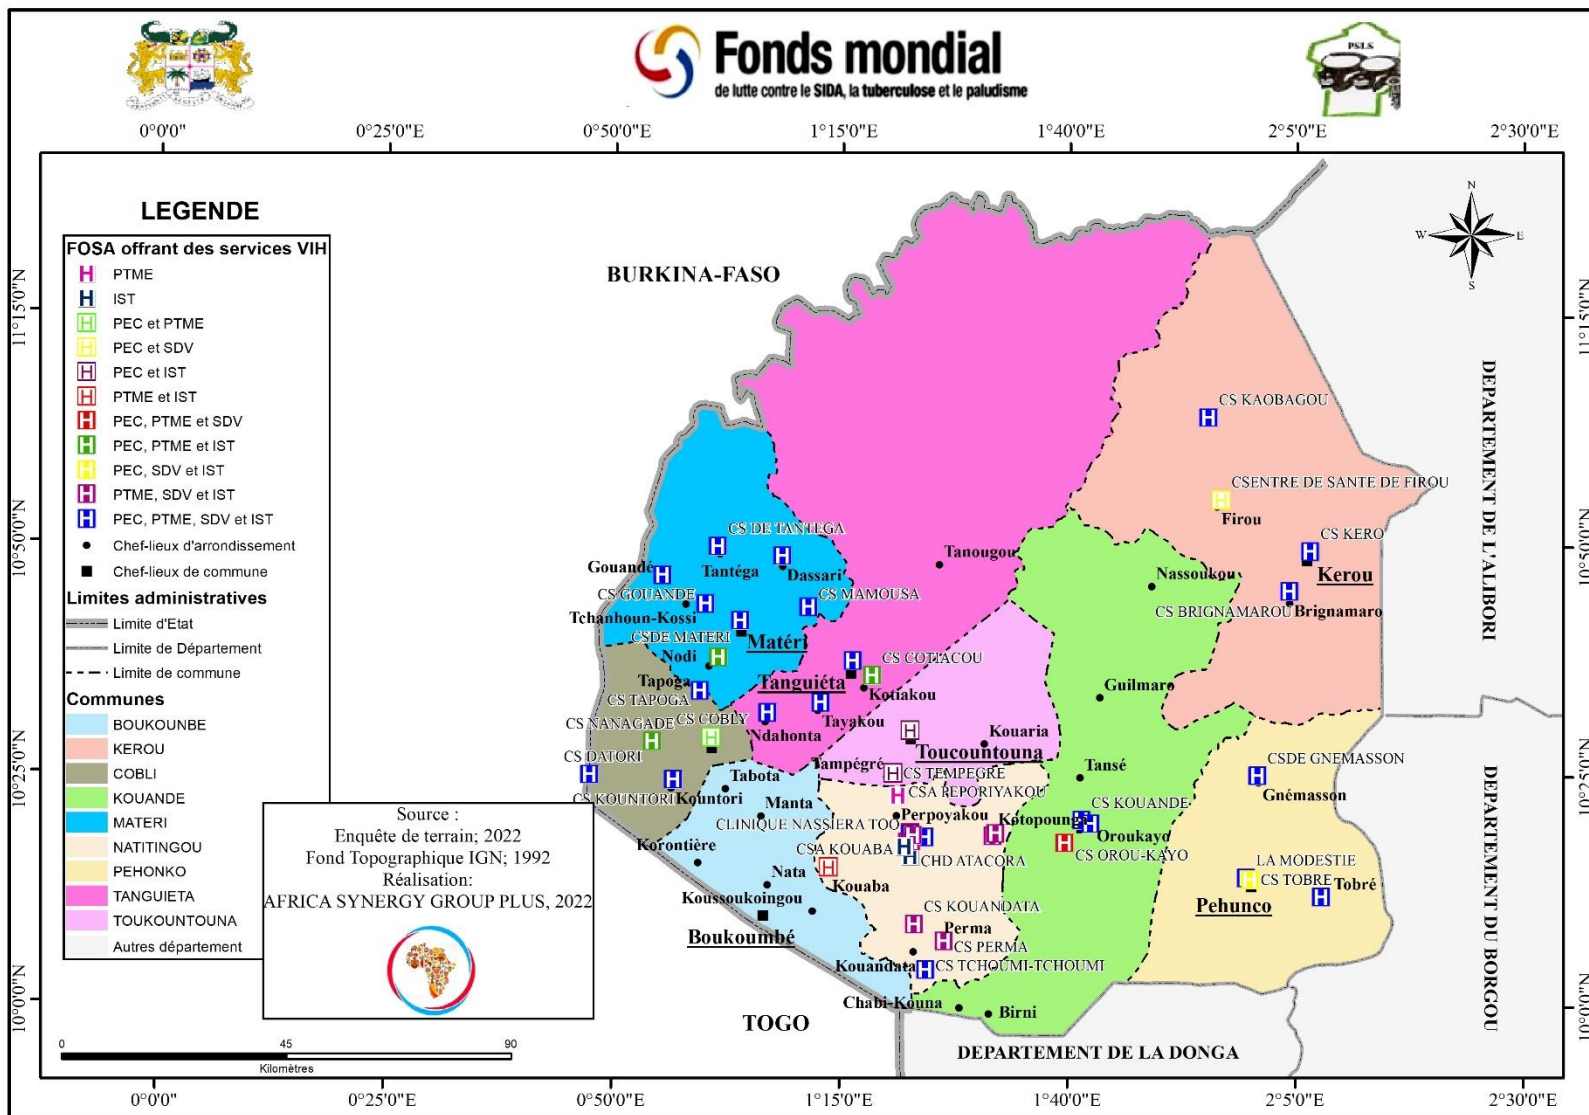 Fonds mondial
de lutte contre le SIDA, la tuberculose et le paludisme
PSLS
0°0'0"
0°25'0"E
0°50'0"E
1°15'0"E
1°40'0"E
2°5'0"E
2°30'0"E
11°15'0"N
10°50'0"N
10°25'0"N
10°0'0"N
11°15'0"N
10°50'0"N
10°25'0"N
10°0'0"N
LEGENDE
FOSA offrant des services VIH
H PTME
H IST
H PEC et PTME
H PEC et SDV
H PEC et IST
H PTME et IST
H PEC, PTME et SDV
H PEC, PTME et IST
H PEC, SDV et IST
H PTME, SDV et IST
H PEC, PTME, SDV et IST
Chef-lieux d'arrondissement
Chef-lieux de commune
Limites administratives
Limite d'Etat
Limite de Département
Limite de commune
Communes
BOUKOUNBE
KEROU
COBLI
KOUANDE
MATERI
NATITINGOU
PEHONKO
TANGUIETA
TOUKOUNTOUNA
Autres département
Source :
Enquête de terrain; 2022
Fond Topographique IGN; 1992
Réalisation:
AFRICA SYNERGY GROUP PLUS, 2022
0 45 90
Kilomètres
N
W E
S
BURKINA-FASO
TOGO
DEPARTEMENT DE L'ALIBORI
DEPARTEMENT DU BORGOU
DEPARTEMENT DE LA DONGA
CS KAOBAGOU
CSENTRE DE SANTE DE FIROU
Firou
CS KERO
Kerou
CS BRIGNAMAROU
Brignamaro
CS DE TANTEGA
Tantéga
Dassari
Gouandé
CS GOUANDE
CS MAMOUSA
Tchanhoun-Kossi
CSDE MATERI
Matéri
Nodi
Tapoga
CS TAPOGA
Tanougou
Nassoukou
Tanguiéta
CS COTIACOU
Kotiakou
Tayakou
Ndahonta
Guilmaro
CS NANAGADE
CS COBLY
CS DATORI
CS KOUNTORI
Kountori
Kouaria
Toucountouna
Tampégré
CS TEMPEGRE
CSA PEPORIYAKOU
Perpoyakou
Tansé
CS KOUANDE
Kotopounga
Oroukayo
CS OROU-KAYO
CSDE GNEMASSON
Gnémasson
Tabota
Manta
CLINIQUE NASSIERA TOO
CSA KOUABA
CHD ATACORA
Korontière
Nata
Kouaba
Koussoukoingou
Boukoumbé
LA MODESTIE
CS TOBRE
Tobré
Pehunco
CS KOUANDATA
Perma
CS PERMA
Kouandata
CS TCHOUMI-TCHOUMI
Chabi-Kouna
Birni